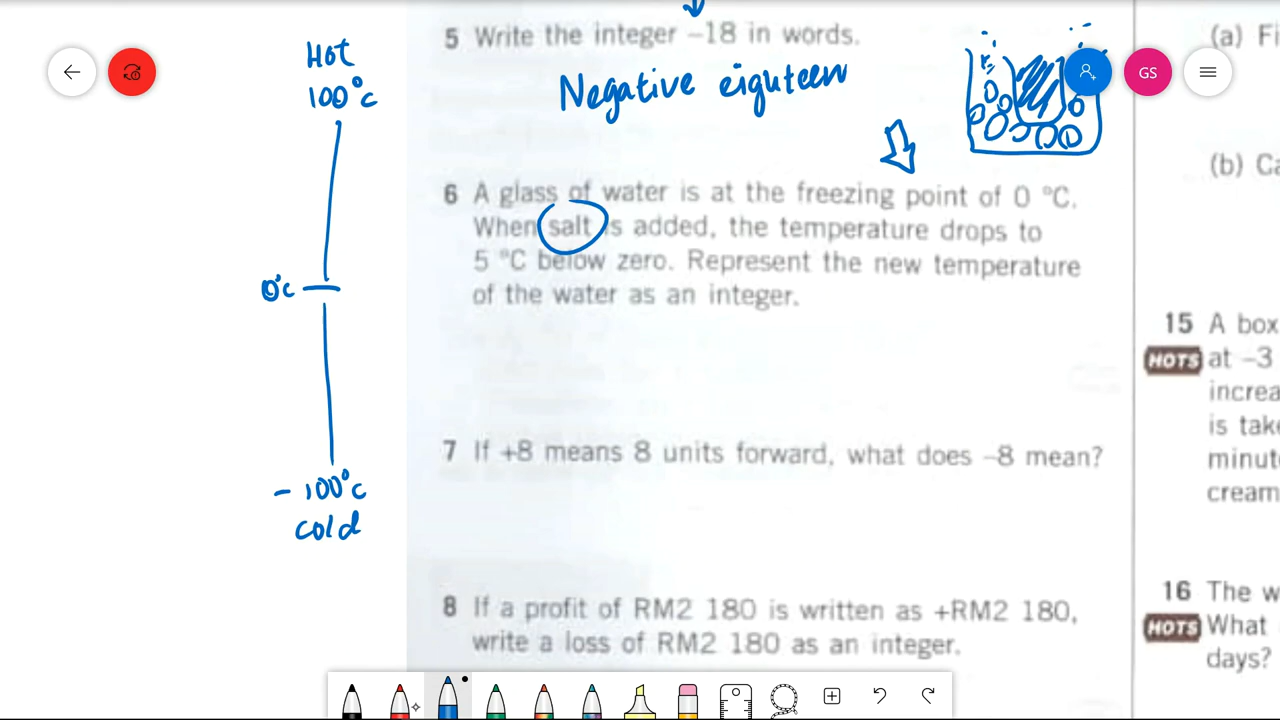 Hot
100°c
0°c
- 100°c
cold
5 Write the integer –18 in words.
Negative eiguteen
6 A glass of water is at the freezing point of 0 °C.
When salt is added, the temperature drops to
5 °C below zero. Represent the new temperature
of the water as an integer.
7 If +8 means 8 units forward, what does –8 mean?
8 If a profit of RM2 180 is written as +RM2 180,
write a loss of RM2 180 as an integer.
GS
(a) Fi
(b) Ca
15 A box
HOTS at –3
increa
is take
minut
cream
16 The w
HOTS What
days?